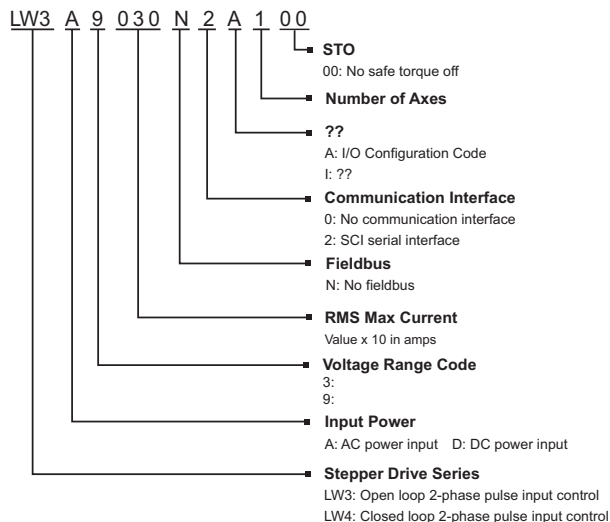 LW3 A 9 030 N 2 A 1 00
STO
00: No safe torque off
Number of Axes
??
A: I/O Configuration Code
I: ??
Communication Interface
0: No communication interface
2: SCI serial interface
Fieldbus
N: No fieldbus
RMS Max Current
Value x 10 in amps
Voltage Range Code
3:
9:
Input Power
A: AC power input D: DC power input
Stepper Drive Series
LW3: Open loop 2-phase pulse input control
LW4: Closed loop 2-phase pulse input control